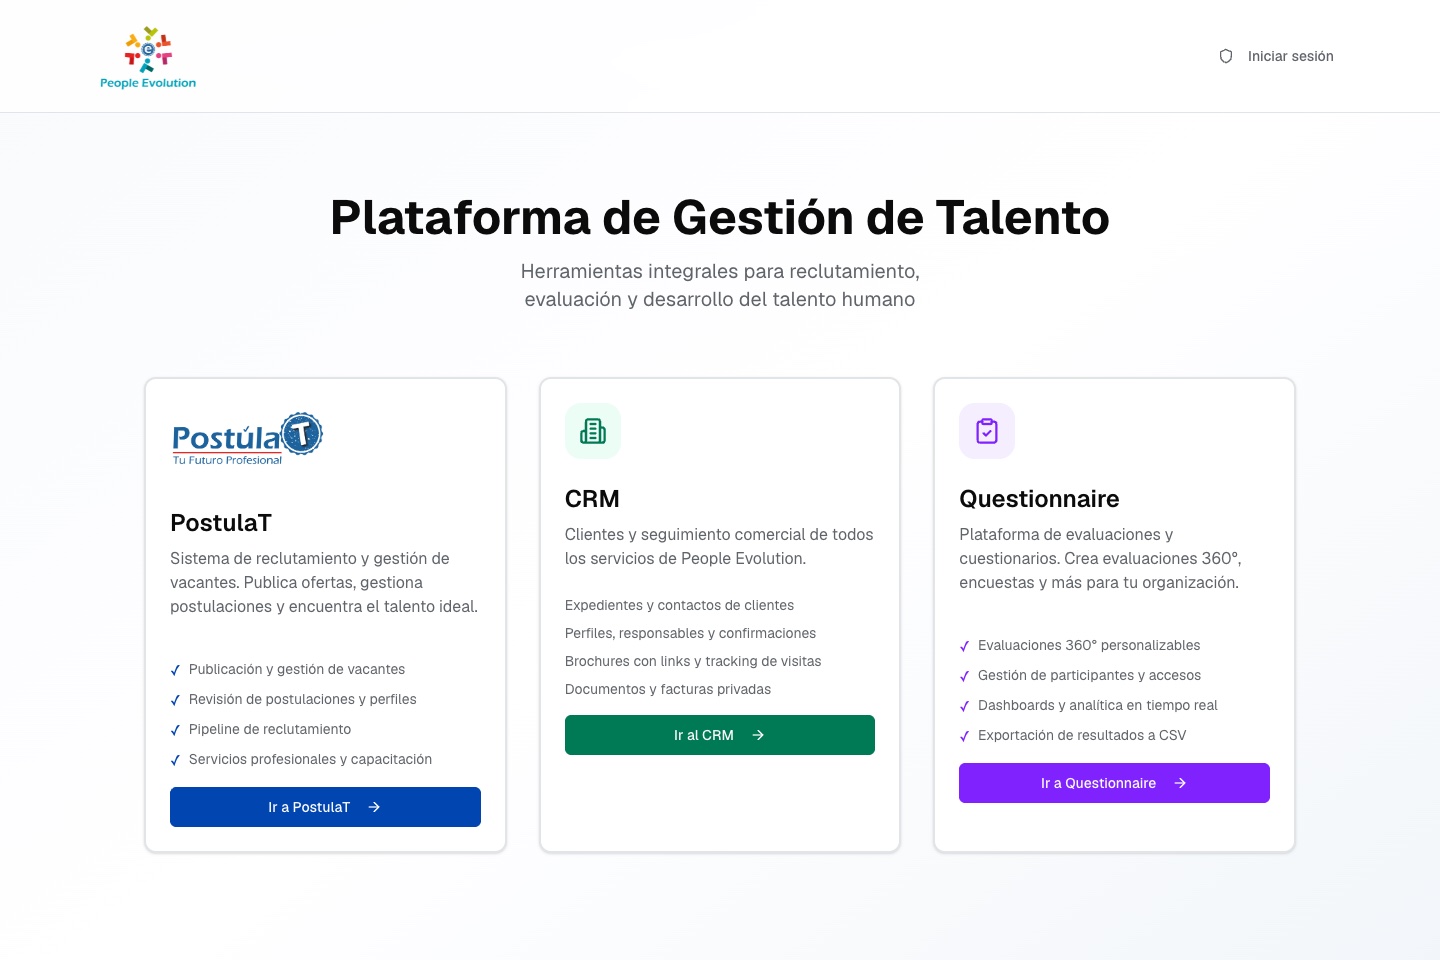 e
People Evolution
Iniciar sesión
Plataforma de Gestión de Talento
Herramientas integrales para reclutamiento,
evaluación y desarrollo del talento humano
Postúla T
Tu Futuro Profesional
PostulaT
Sistema de reclutamiento y gestión de
vacantes. Publica ofertas, gestiona
postulaciones y encuentra el talento ideal.
✓ Publicación y gestión de vacantes
✓ Revisión de postulaciones y perfiles
✓ Pipeline de reclutamiento
✓ Servicios profesionales y capacitación
Ir a PostulaT →
CRM
Clientes y seguimiento comercial de todos
los servicios de People Evolution.
Expedientes y contactos de clientes
Perfiles, responsables y confirmaciones
Brochures con links y tracking de visitas
Documentos y facturas privadas
Ir al CRM →
Questionnaire
Plataforma de evaluaciones y
cuestionarios. Crea evaluaciones 360°,
encuestas y más para tu organización.
✓ Evaluaciones 360° personalizables
✓ Gestión de participantes y accesos
✓ Dashboards y analítica en tiempo real
✓ Exportación de resultados a CSV
Ir a Questionnaire →